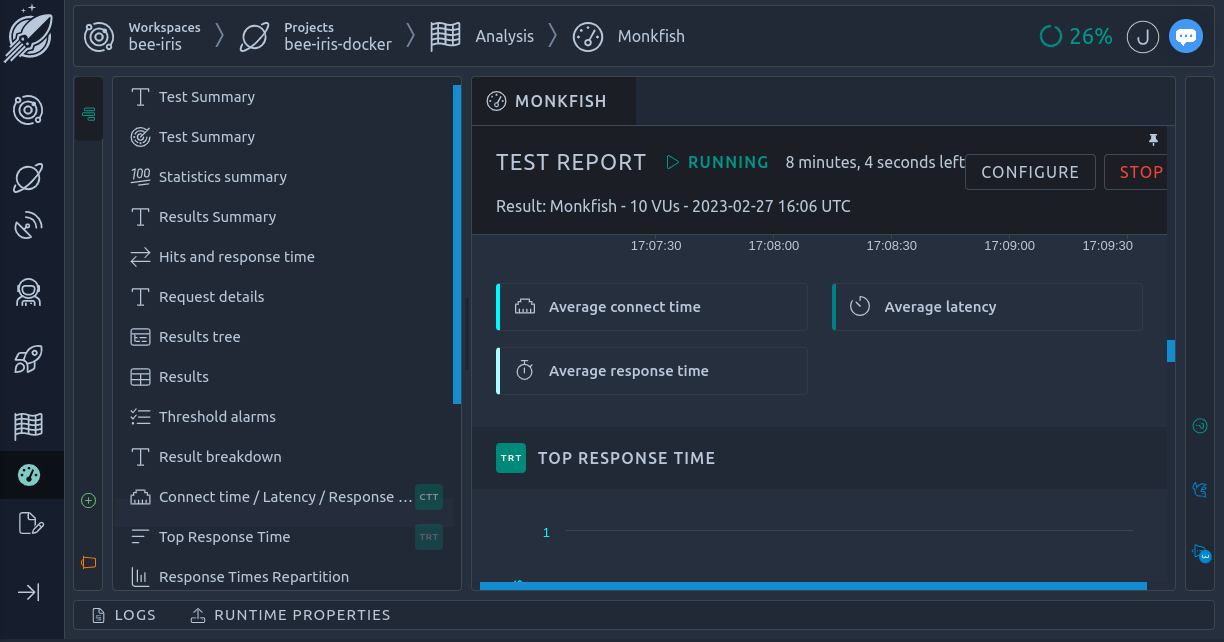 Workspaces
bee-iris
Projects
bee-iris-docker
Analysis
Monkfish
26%
J
Test Summary
Test Summary
100
Statistics summary
Results Summary
Hits and response time
Request details
Results tree
Results
Threshold alarms
Result breakdown
Connect time / Latency / Response ... CTT
Top Response Time TRT
Response Times Repartition
MONKFISH
TEST REPORT RUNNING 8 minutes, 4 seconds left
CONFIGURE STOP
Result: Monkfish - 10 VUs - 2023-02-27 16:06 UTC
17:07:30 17:08:00 17:08:30 17:09:00 17:09:30
Average connect time
Average latency
Average response time
TRT TOP RESPONSE TIME
1
3
LOGS RUNTIME PROPERTIES